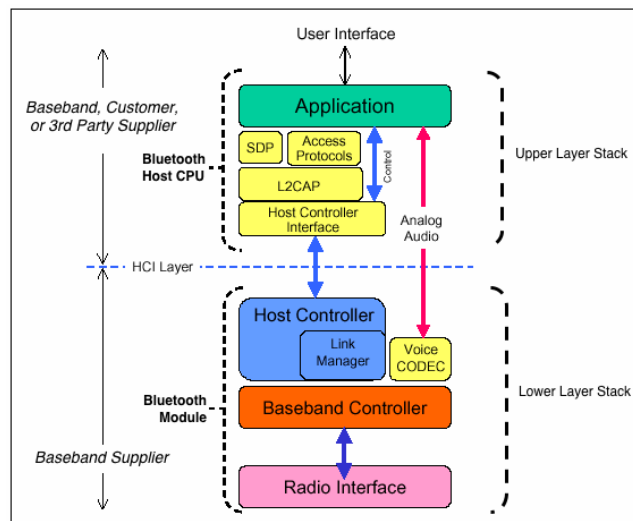 User Interface
Baseband, Customer,
or 3rd Party Supplier
Bluetooth
Host CPU
Application
SDP
Access
Protocols
L2CAP
Control
Host Controller
Interface
Analog
Audio
Upper Layer Stack
HCI Layer
Host Controller
Link
Manager
Voice
CODEC
Bluetooth
Module
Baseband Controller
Lower Layer Stack
Baseband Supplier
Radio Interface